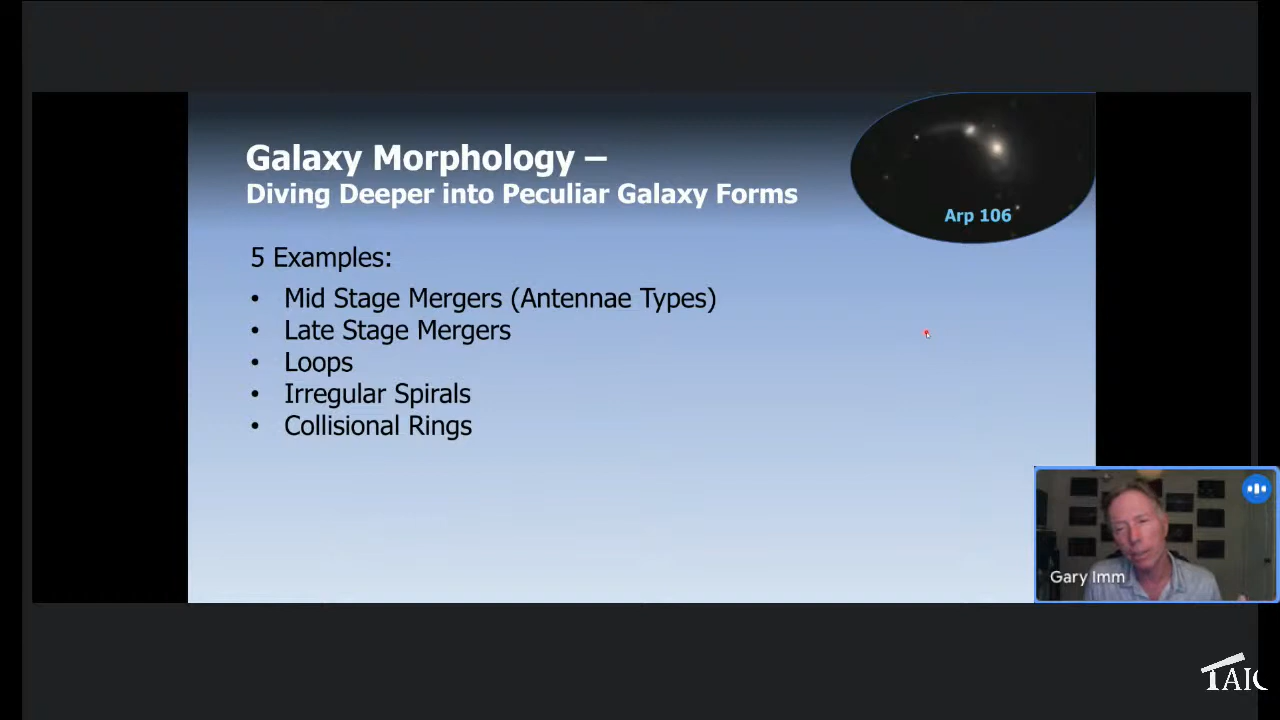 Galaxy Morphology –
Diving Deeper into Peculiar Galaxy Forms
Arp 106
5 Examples:
• Mid Stage Mergers (Antennae Types)
• Late Stage Mergers
• Loops
• Irregular Spirals
• Collisional Rings
Gary Imm
TAIC